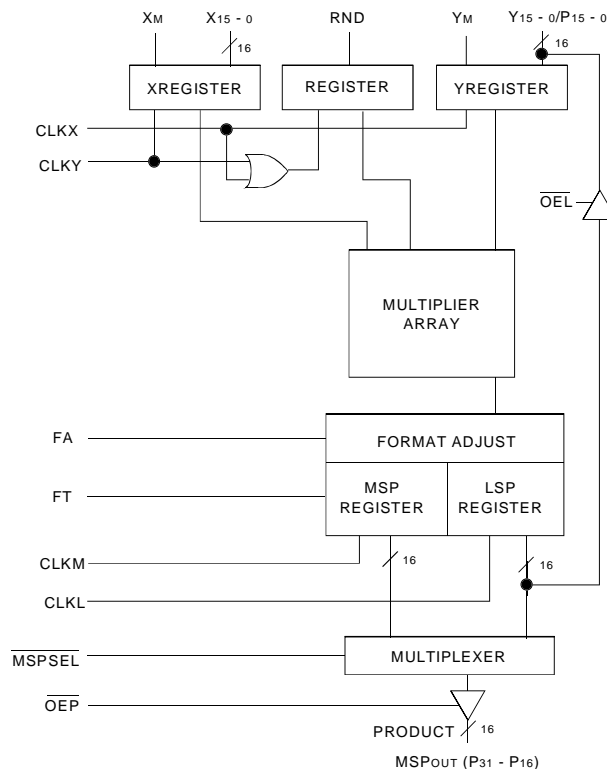 XM X15 - 0 RND YM Y15 - 0/P15 - 0
16 16
XREGISTER REGISTER YREGISTER
CLKX
CLKY
OEL
MULTIPLIER
ARRAY
FA
FORMAT ADJUST
FT
MSP
REGISTER
LSP
REGISTER
CLKM
16 16
CLKL
MSPSEL
MULTIPLEXER
OEP
PRODUCT
16
MSPOUT (P31 - P16)